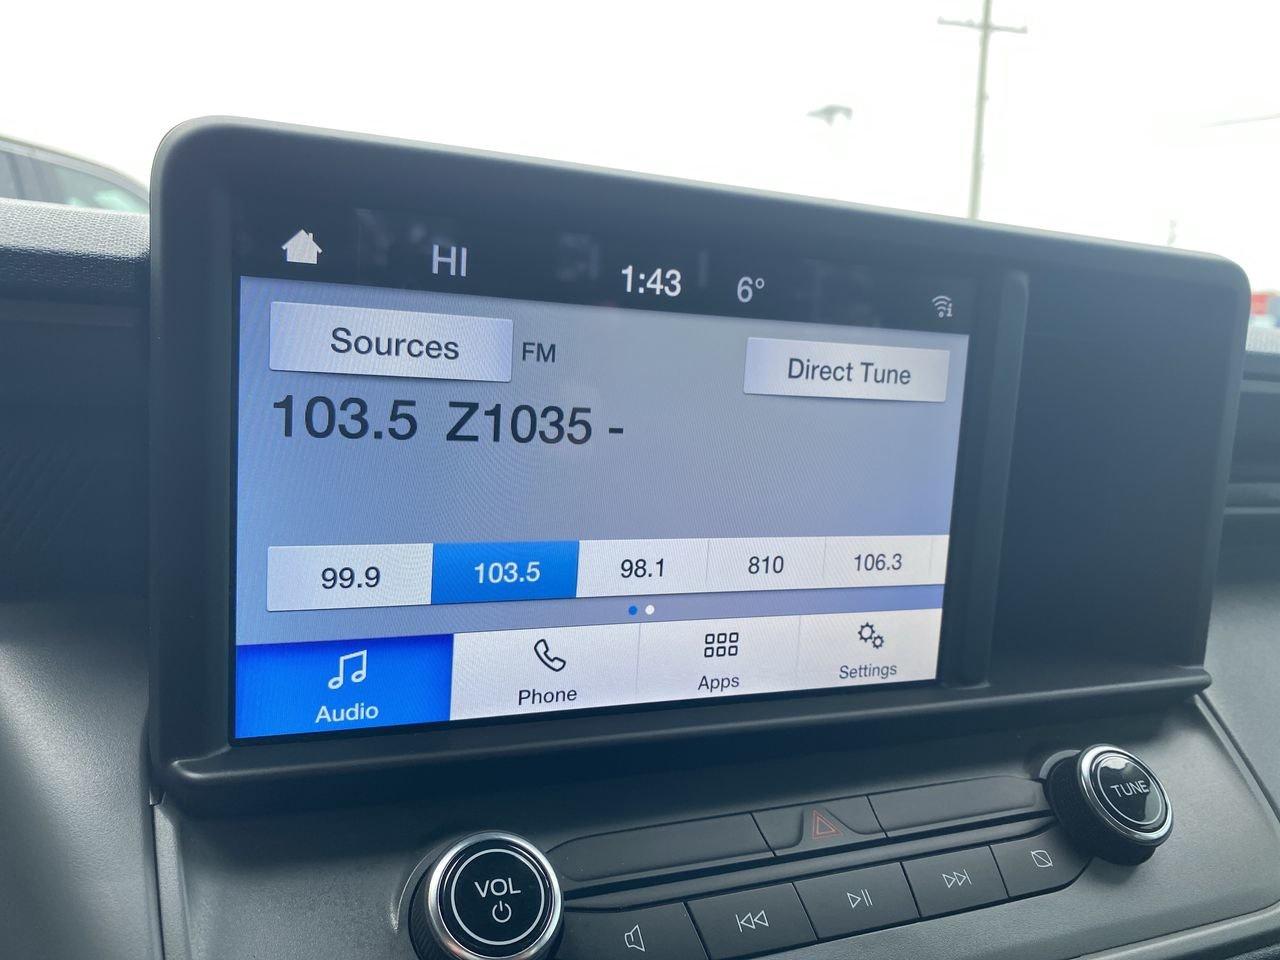 HI 1:43 6°
Sources FM Direct Tune
103.5 Z1035 -
99.9 103.5 98.1 810 106.3
Audio Phone Apps Settings
TUNE
VOL